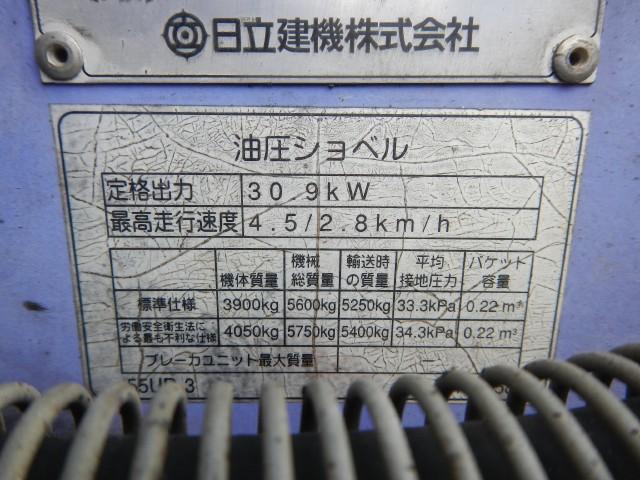 日立建機株式会社
油圧ショベル
定格出力 30.9kW
最高走行速度 4.5/2.8km/h
機体質量 機械総質量 輸送時の質量 平均接地圧力 バケット容量
標準仕様 3900kg 5600kg 5250kg 33.3kPa 0.22m³
労働安全衛生法による最も不利な仕様 4050kg 5750kg 5400kg 34.3kPa 0.22m³
ブレーカユニット最大質量 —